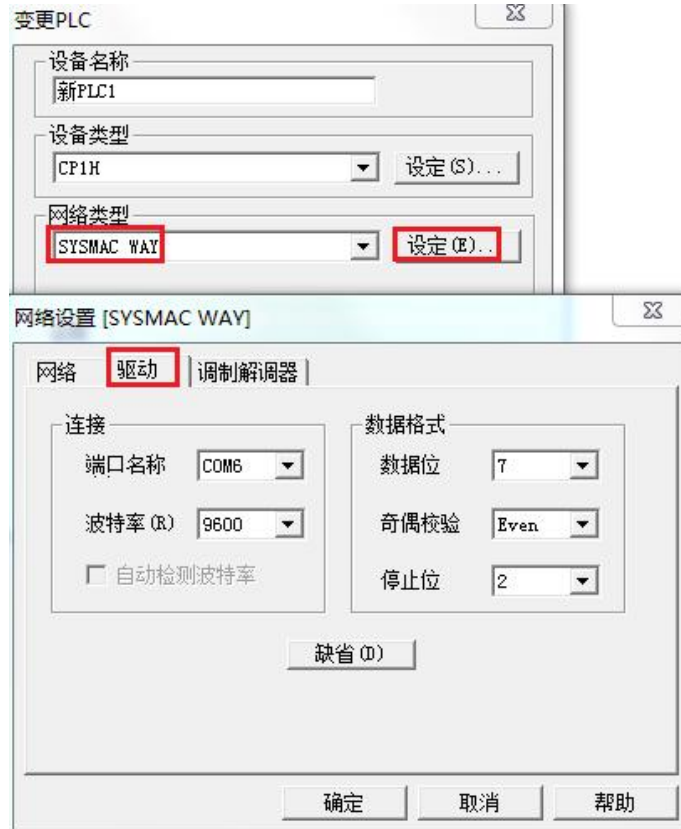 变更PLC
设备名称
新PLC1
设备类型
CP1H 设定(S)...
网络类型
SYSMAC WAY 设定(E)..
网络设置 [SYSMAC WAY]
网络 驱动 调制解调器
连接 数据格式
端口名称 COM6 数据位 7
波特率(R) 9600 奇偶校验 Even
自动检测波特率 停止位 2
缺省(D)
确定 取消 帮助